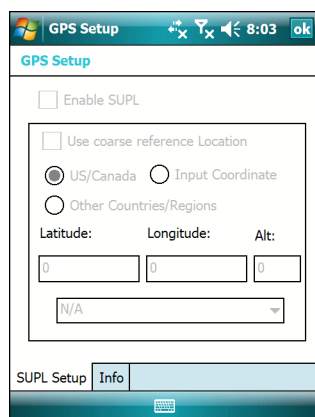 GPS Setup 8:03 ok
GPS Setup
Enable SUPL
Use coarse reference Location
US/Canada Input Coordinate
Other Countries/Regions
Latitude: Longitude: Alt:
0 0 0
N/A
SUPL Setup Info